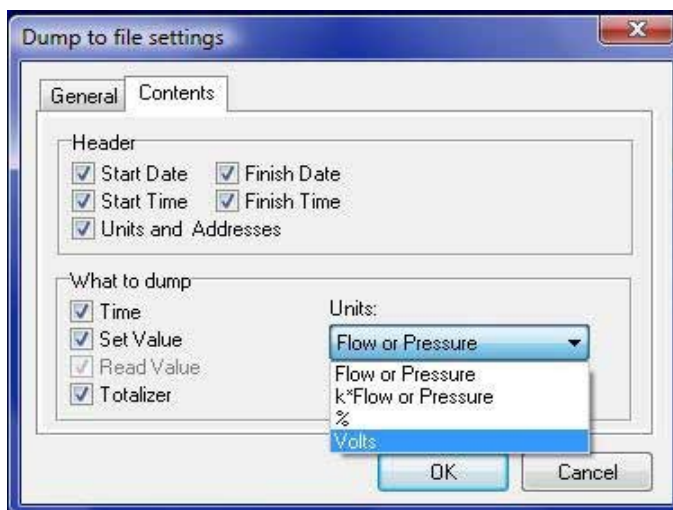 Dump to file settings
General Contents
Header
Start Date Finish Date
Start Time Finish Time
Units and Addresses
What to dump
Time Units:
Set Value Flow or Pressure
Read Value Flow or Pressure
k*Flow or Pressure
Totalizer %
Volts
OK Cancel